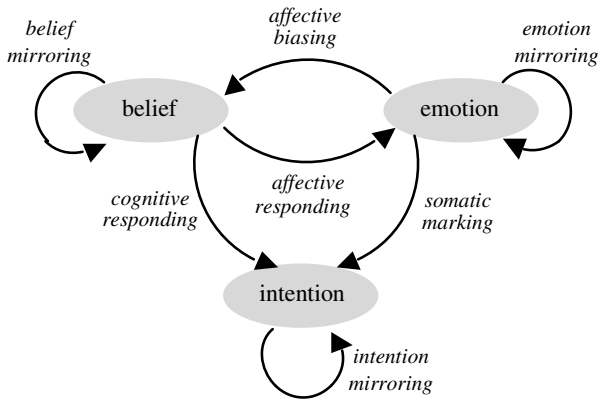 belief
mirroring
affective
biasing
emotion
mirroring
belief
emotion
cognitive
responding
affective
responding
somatic
marking
intention
intention
mirroring